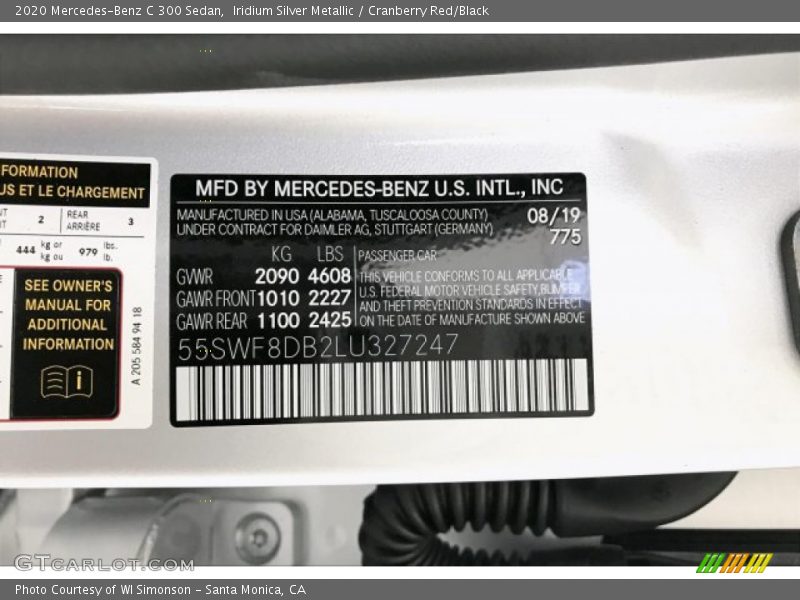 2020 Mercedes-Benz C 300 Sedan, Iridium Silver Metallic / Cranberry Red/Black
FORMATION
US ET LE CHARGEMENT
2
REAR
ARRIÈRE
3
444
kg or
kg ou
979
lbs.
lb.
SEE OWNER'S
MANUAL FOR
ADDITIONAL
INFORMATION
A 205 584 94 18
MFD BY MERCEDES-BENZ U.S. INTL., INC
MANUFACTURED IN USA (ALABAMA, TUSCALOOSA COUNTY)
UNDER CONTRACT FOR DAIMLER AG, STUTTGART (GERMANY)
08/19
775
KG LBS
GWWR 2090 4608
GAWR FRONT 1010 2227
GAWR REAR 1100 2425
PASSENGER CAR
THIS VEHICLE CONFORMS TO ALL APPLICABLE
U.S. FEDERAL MOTOR VEHICLE SAFETY, BUMPER
AND THEFT PREVENTION STANDARDS IN EFFECT
ON THE DATE OF MANUFACTURE SHOWN ABOVE
55SWF8DB2LU327247
GTcarlot.com
Photo Courtesy of WI Simonson - Santa Monica, CA